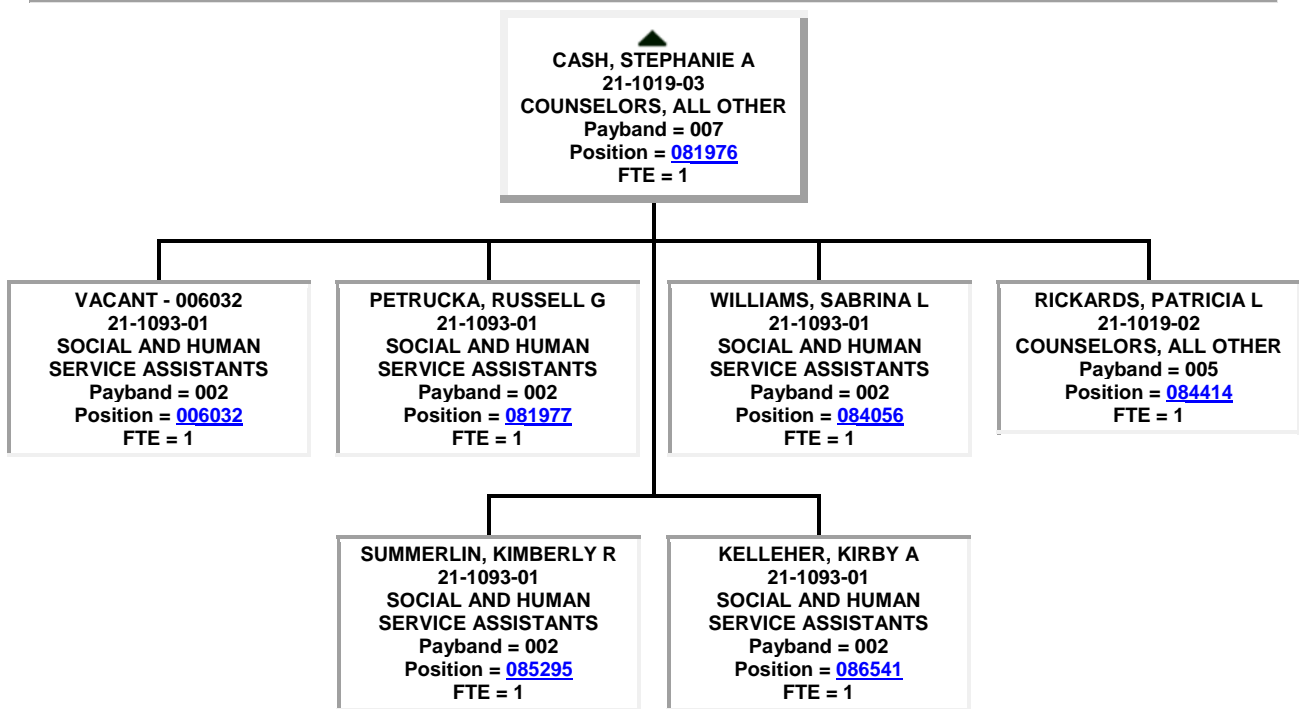 CASH, STEPHANIE A
21-1019-03
COUNSELORS, ALL OTHER
Payband = 007
Position = 081976
FTE = 1
VACANT - 006032
21-1093-01
SOCIAL AND HUMAN
SERVICE ASSISTANTS
Payband = 002
Position = 006032
FTE = 1
PETRUCKA, RUSSELL G
21-1093-01
SOCIAL AND HUMAN
SERVICE ASSISTANTS
Payband = 002
Position = 081977
FTE = 1
WILLIAMS, SABRINA L
21-1093-01
SOCIAL AND HUMAN
SERVICE ASSISTANTS
Payband = 002
Position = 084056
FTE = 1
RICKARDS, PATRICIA L
21-1019-02
COUNSELORS, ALL OTHER
Payband = 005
Position = 084414
FTE = 1
SUMMERLIN, KIMBERLY R
21-1093-01
SOCIAL AND HUMAN
SERVICE ASSISTANTS
Payband = 002
Position = 085295
FTE = 1
KELLEHER, KIRBY A
21-1093-01
SOCIAL AND HUMAN
SERVICE ASSISTANTS
Payband = 002
Position = 086541
FTE = 1